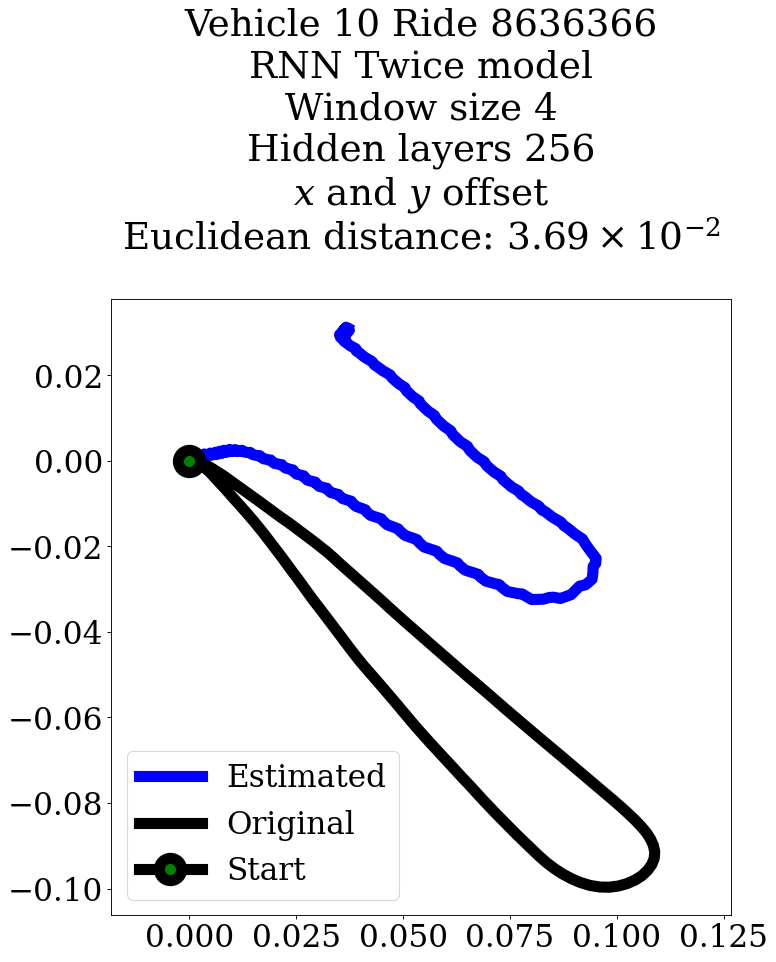 Vehicle 10 Ride 8636366
RNN Twice model
Window size 4
Hidden layers 256
x and y offset
Euclidean distance: 3.69 × 10⁻²
0.02
0.00
−0.02
−0.04
−0.06
−0.08
−0.10
Estimated
Original
Start
0.000 0.025 0.050 0.075 0.100 0.125